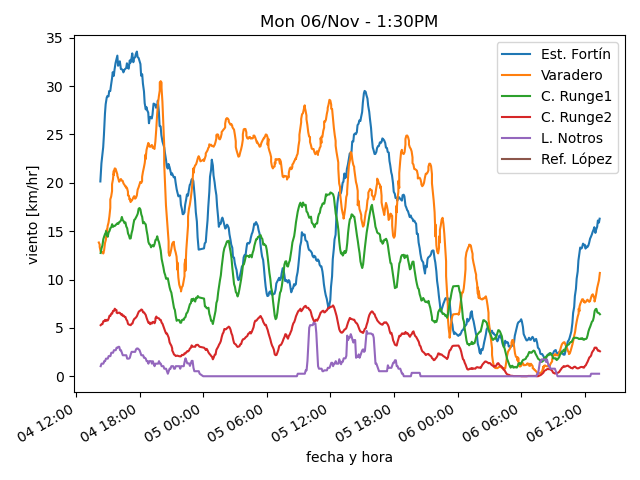 Mon 06/Nov - 1:30PM
Est. Fortín
Varadero
C. Runge1
C. Runge2
L. Notros
Ref. López
viento [km/hr]
35
30
25
20
15
10
5
0
04 12:00
04 18:00
05 00:00
05 06:00
05 12:00
05 18:00
06 00:00
06 06:00
06 12:00
fecha y hora